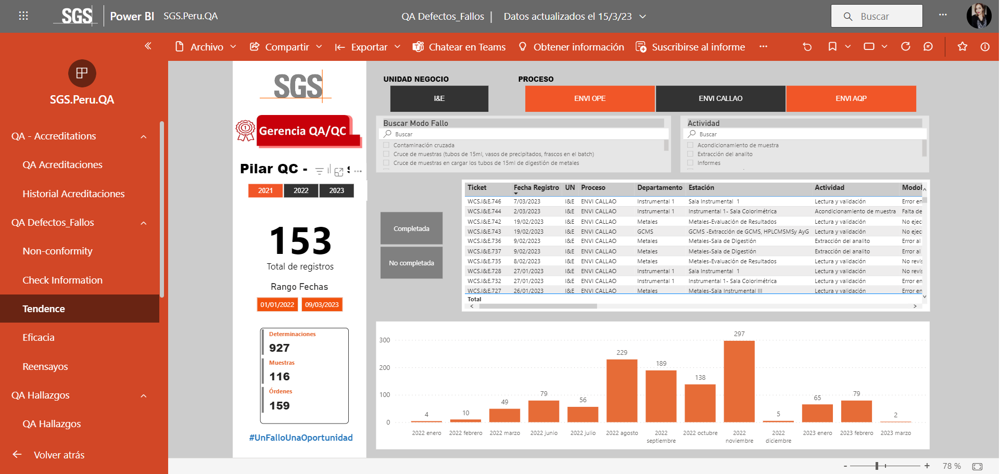 SGS Power BI SGS.Peru.QA QA Defectos_Fallos | Datos actualizados el 15/3/23 Buscar
Archivo Compartir Exportar Chatear en Teams Obtener información Suscribirse al informe
SGS.Peru.QA
QA - Accreditations
QA Acreditaciones
Historial Acreditaciones
QA Defectos_Fallos
Non-conformity
Check Information
Tendence
Eficacia
Reensayos
QA Hallazgos
QA Hallazgos
Volver atrás
SGS
1
Gerencia QA/QC
Pilar QC -
2021 2022 2023
153
Total de registros
Rango Fechas
01/01/2022 09/03/2023
Determinaciones
927
Muestras
116
Órdenes
159
#UnFalloUnaOportunidad
UNIDAD NEGOCIO
I&E
PROCESO
ENVI OPE ENVI CALLAO ENVI AQP
Buscar Modo Fallo
Buscar
Contaminación cruzada
Cruce de muestras (tubos de 15ml, vasos de precipitados, frascos en el batch)
Cruce de muestras en cargar los tubos de 15ml de digestión de metales
Actividad
Buscar
Acondicionamiento de muestra
Extracción del analito
Informes
Completada
No completada
Ticket Fecha Registro UN Proceso Departamento Estación Actividad Modol
WCS.I&E.746 7/03/2023 I&E ENVI CALLAO Instrumental 1 Sala Instrumental 1 Lectura y validación Error en
WCS.I&E.744 2/03/2023 I&E ENVI CALLAO Instrumental 1 Instrumental 1- Sala Colorimétrica Acondicionamiento de muestra Falta de
WCS.I&E.742 19/02/2023 I&E ENVI CALLAO Metales Metales-Evaluación de Resultados Lectura y validación No ejec
WCS.I&E.743 19/02/2023 I&E ENVI CALLAO GCMS GCMS -Extracción de GCMS, HPLCMSMSy AyG Lectura y validación No ejec
WCS.I&E.736 9/02/2023 I&E ENVI CALLAO Metales Metales-Sala de Digestión Extracción del analito Error al
WCS.I&E.737 9/02/2023 I&E ENVI CALLAO Metales Metales-Sala de Digestión Extracción del analito Error al
WCS.I&E.735 8/02/2023 I&E ENVI CALLAO Metales Metales-Evaluación de Resultados Lectura y validación No revis
WCS.I&E.728 27/01/2023 I&E ENVI CALLAO Instrumental 1 Sala Instrumental 1 Lectura y validación No revis
WCS.I&E.732 27/01/2023 I&E ENVI CALLAO Instrumental 1 Instrumental 1- Sala Colorimétrica Lectura y validación Error en
WCS.I&E.727 26/01/2023 I&E ENVI CALLAO Metales Metales-Sala Instrumental III Lectura y validación Error en
Total
300
200
100
0
4 10 49 79 56 229 189 138 297 5 65 79 2
2022 enero 2022 febrero 2022 marzo 2022 junio 2022 julio 2022 agosto 2022 septiembre 2022 octubre 2022 noviembre 2022 diciembre 2023 enero 2023 febrero 2023 marzo
- + 78 %